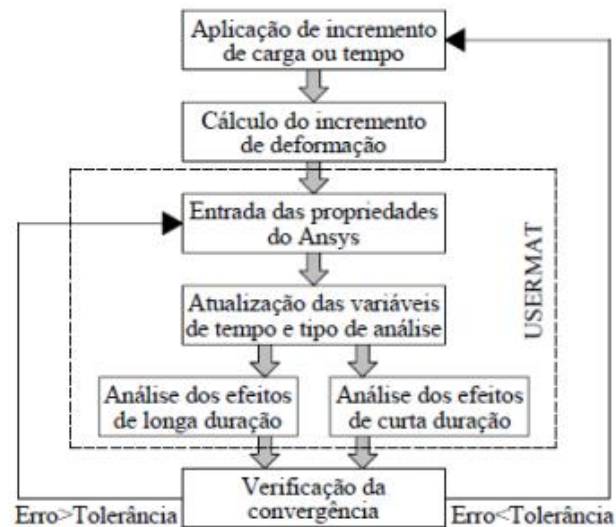 Aplicação de incremento
de carga ou tempo
Cálculo do incremento
de deformação
Entrada das propriedades
do Ansys
USERMAT
Atualização das variáveis
de tempo e tipo de análise
Análise dos efeitos
de longa duração
Análise dos efeitos
de curta duração
Verificação da
convergência
Erro>Tolerância
Erro<Tolerância